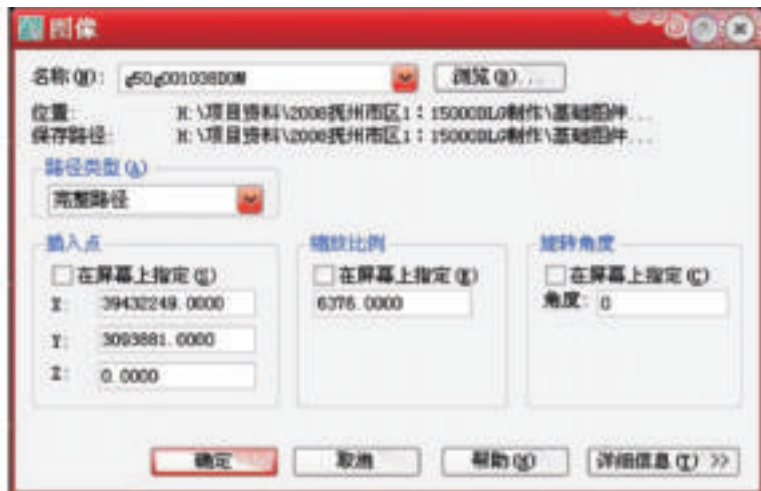 图像
名称(N): g50g001038DOM 浏览(B)...
位置: H:\项目资料\2008抚州市区1:15000DLG制作\基础图件...
保存路径: H:\项目资料\2008抚州市区1:15000DLG制作\基础图件...
路径类型(A)
完整路径
插入点 缩放比例 旋转角度
在屏幕上指定(S) 在屏幕上指定(E) 在屏幕上指定(C)
X: 39432249.0000 6376.0000 角度: 0
Y: 3093881.0000
Z: 0.0000
确定 取消 帮助(H) 详细信息(T) >>